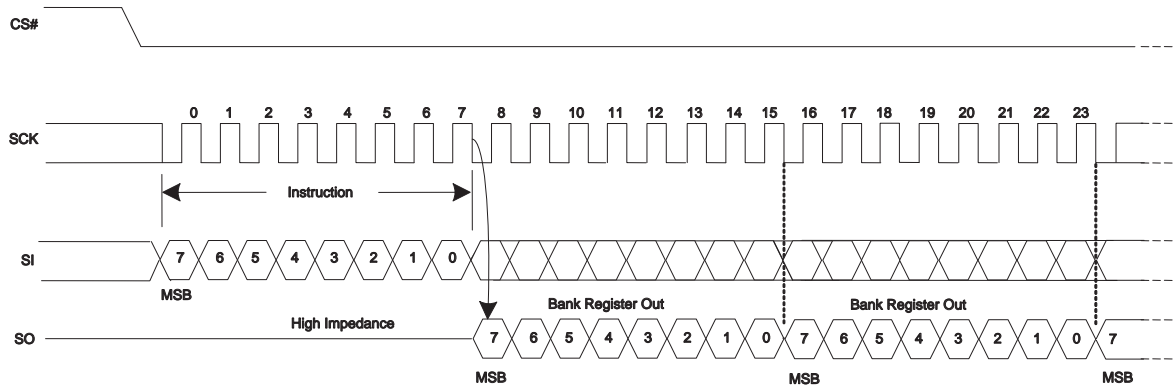 CS#
0 1 2 3 4 5 6 7 8 9 10 11 12 13 14 15 16 17 18 19 20 21 22 23
SCK
Instruction
SI 7 6 5 4 3 2 1 0
MSB
Bank Register Out Bank Register Out
High Impedance
SO 7 6 5 4 3 2 1 0 7 6 5 4 3 2 1 0 7
MSB MSB MSB